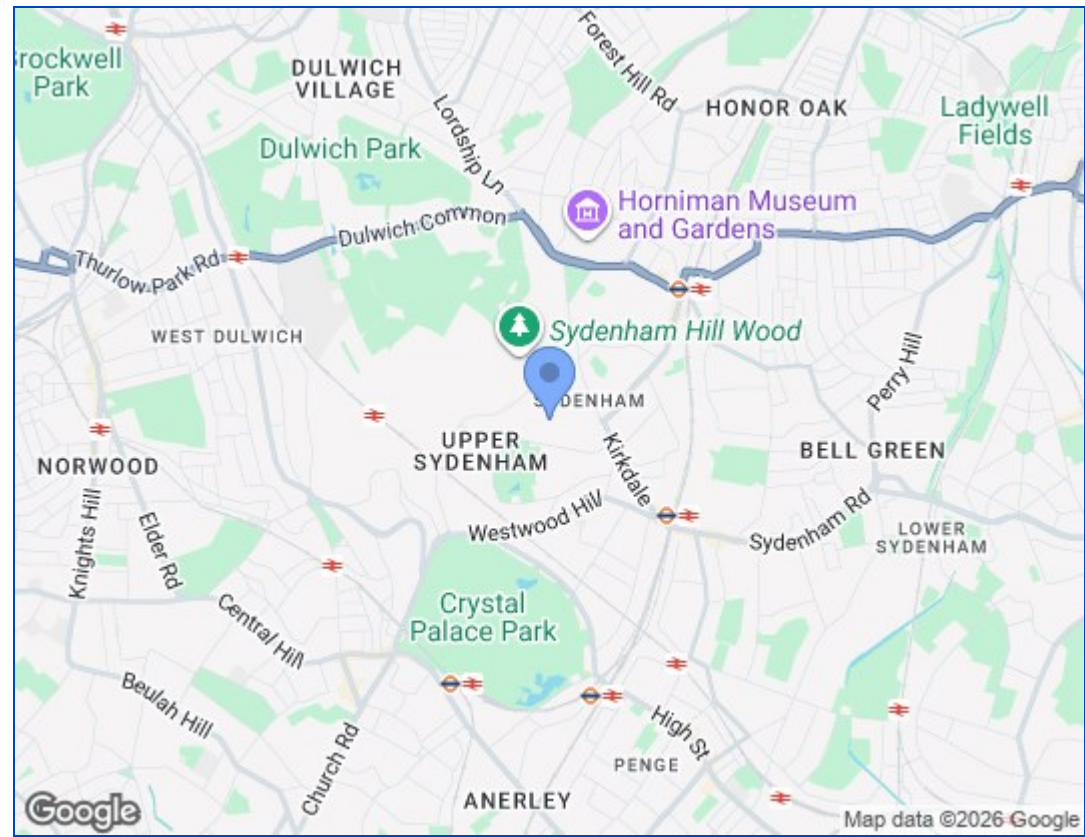 rockwell
Park
DULWICH
VILLAGE
Forest Hill Rd
HONOR OAK
Ladywell
Fields
Lordship Ln
Dulwich Park
Horniman Museum
and Gardens
Dulwich Common
Thurlow Park Rd
WEST DULWICH
Sydenham Hill Wood
Perry Hill
DENHAM
UPPER
SYDENHAM
Kirkdale
BELL GREEN
NORWOOD
Knights Hill
Elder Rd
Westwood Hill
Sydenham Rd
LOWER
SYDENHAM
Crystal
Palace Park
Central Hill
Beulah Hill
Church Rd
High St
PENGE
ANERLEY
Google
Map data ©2026 Google